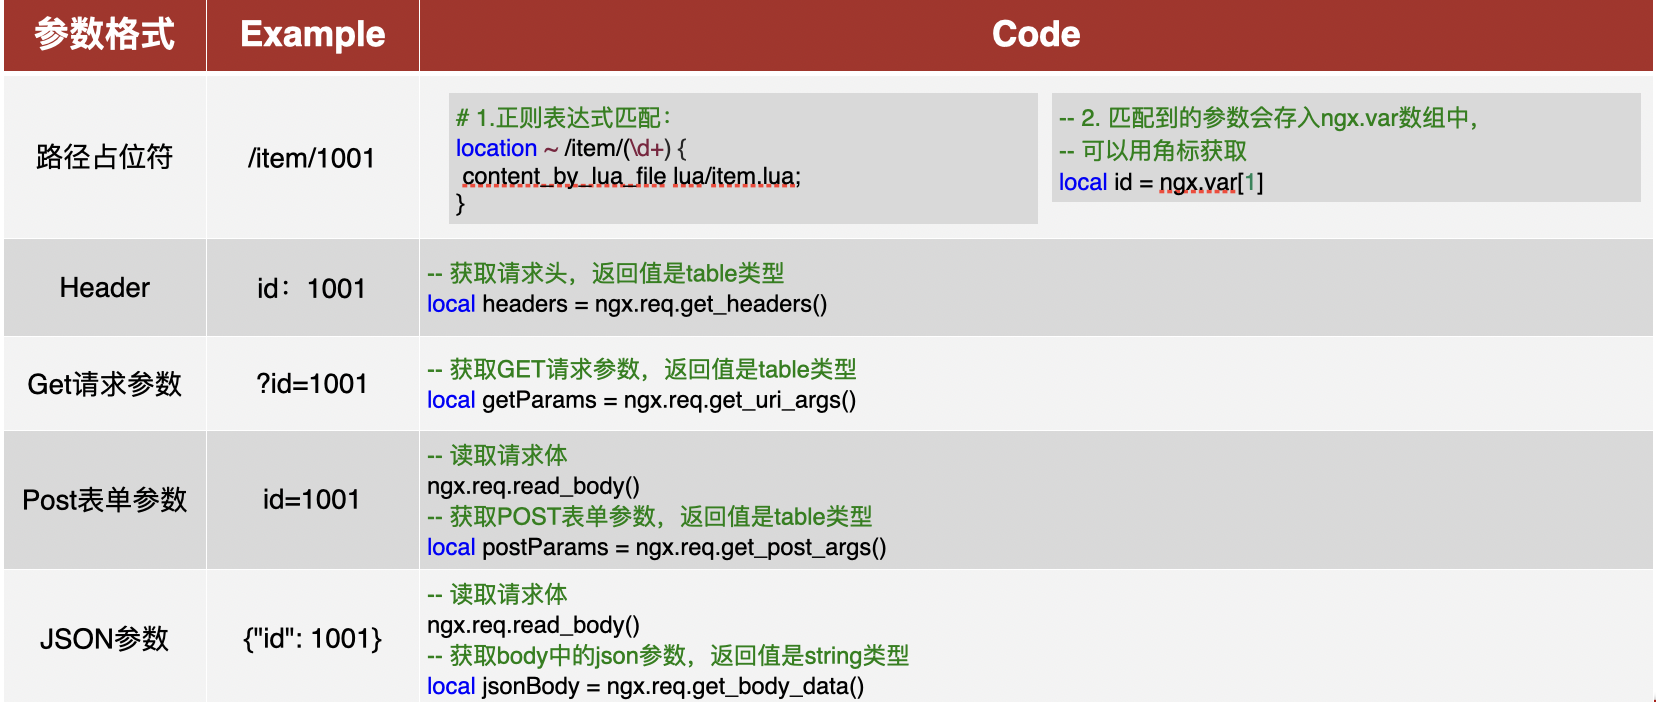 参数格式 Example Code
路径占位符 /item/1001
# 1.正则表达式匹配：
location ~ /item/(\d+) {
content_by_lua_file lua/item.lua;
}
-- 2. 匹配到的参数会存入ngx.var数组中，
-- 可以用角标获取
local id = ngx.var[1]
Header id：1001
-- 获取请求头，返回值是table类型
local headers = ngx.req.get_headers()
Get请求参数 ?id=1001
-- 获取GET请求参数，返回值是table类型
local getParams = ngx.req.get_uri_args()
Post表单参数 id=1001
-- 读取请求体
ngx.req.read_body()
-- 获取POST表单参数，返回值是table类型
local postParams = ngx.req.get_post_args()
JSON参数 {"id": 1001}
-- 读取请求体
ngx.req.read_body()
-- 获取body中的json参数，返回值是string类型
local jsonBody = ngx.req.get_body_data()